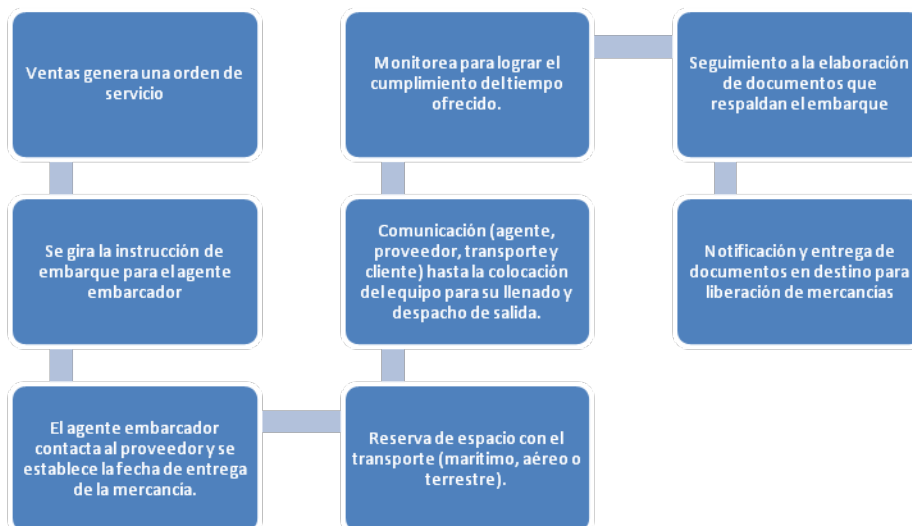 Ventas genera una orden de
servicio
Se gira la instrucción de
embarque para el agente
embarcador
El agente embarcador
contacta al proveedor y se
establece la fecha de entrega
de la mercancía.
Reserva de espacio con el
transporte (marítimo, aéreo o
terrestre).
Comunicación (agente,
proveedor, transporte y
cliente) hasta la colocación
del equipo para su llenado y
despacho de salida.
Monitorea para lograr el
cumplimiento del tiempo
ofrecido.
Seguimiento a la elaboración
de documentos que
respaldan el embarque
Notificación y entrega de
documentos en destino para
liberación de mercancías